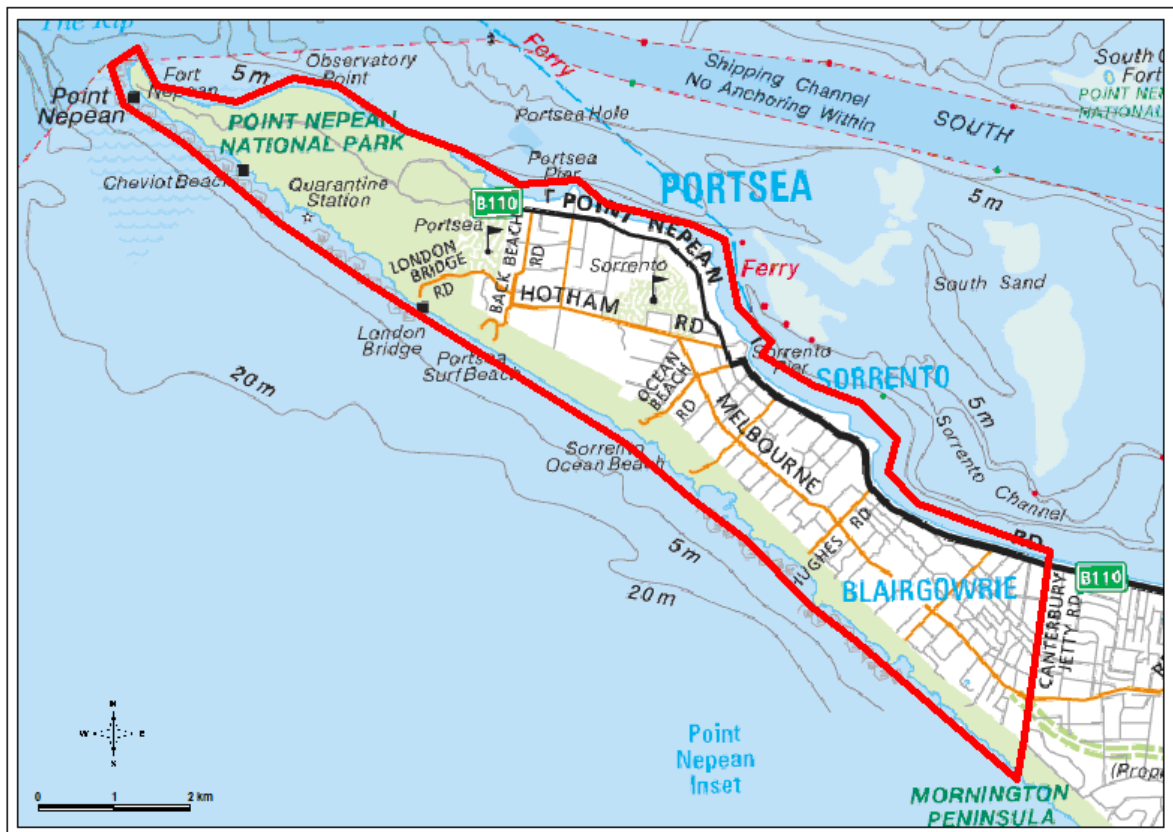 The Rip
Ferry
Observatory
Point
5 m
Fort
Nepean
Point
Nepean
POINT NEPEAN
NATIONAL PARK
Shipping Channel
No Anchoring Within
SOUTH
Fort
NATIONAL
Portsea Hole
Portsea
Pier
PORTSEA
5 m
Cheviot Beach
Quarantine
Station
B110
POINT NEPEAN
RD
Portsea
LONDON
BRIDGE
RD
BACK BEACH
RD
Sorrento
Ferry
South Sand
HOTHAM
RD
London
Bridge
Portsea
Surf Beach
Sorrento
Pier
SORRENTO
20 m
OCEAN
BEACH
RD
MELBOURNE
5 m
Sorrento Channel
Sorrento
Ocean Beach
HUGHES RD
5 m
20 m
BLAIRGOWRIE
B110
CANTERBURY
JETTY RD
N
W E
S
0 1 2 km
Point
Nepean
Inset
MORNINGTON
PENINSULA